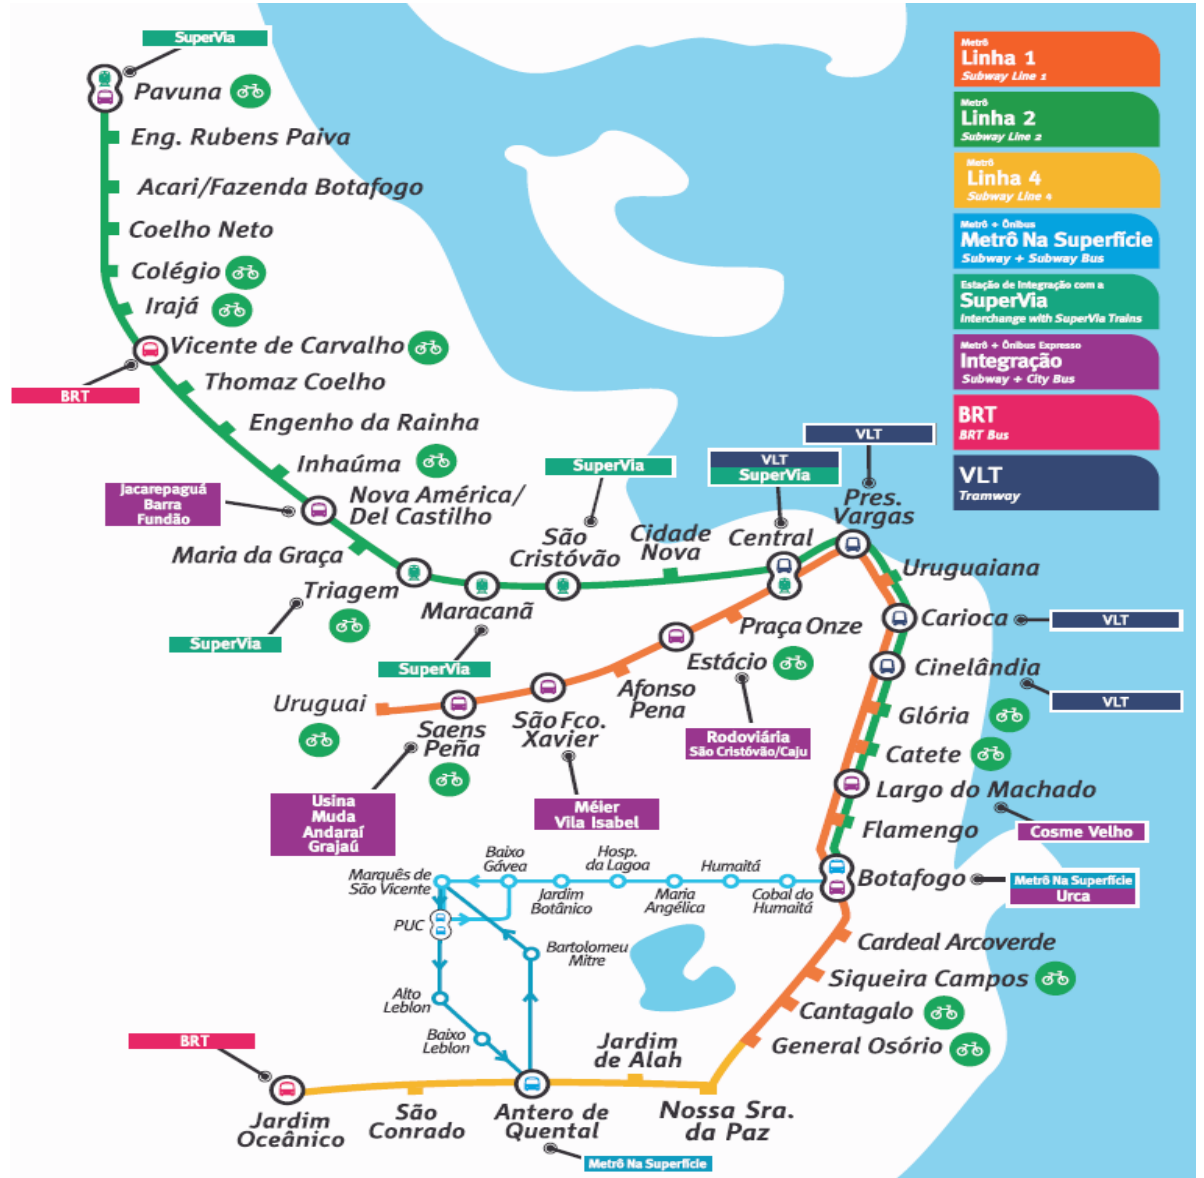 SuperVia
Pavuna
Eng. Rubens Paiva
Acari/Fazenda Botafogo
Coelho Neto
Colégio
Irajá
Vicente de Carvalho
BRT
Thomaz Coelho
Engenho da Rainha
Inhaúma
Jacarepaguá
Barra
Fundão
Nova América/
Del Castilho
Maria da Graça
Triagem
SuperVia
Maracanã
SuperVia
SuperVia
São
Cristóvão
Cidade
Nova
VLT
SuperVia
Central
VLT
Pres.
Vargas
Uruguaiana
Carioca
VLT
Cinelândia
VLT
Glória
Catete
Largo do Machado
Cosme Velho
Flamengo
Botafogo
Metrô Na Superfície
Urca
Praça Onze
Estácio
Rodoviária
São Cristóvão/Caju
Afonso
Pena
São Fco.
Xavier
Méier
Vila Isabel
Saens
Peña
Usina
Muda
Andaraí
Grajaú
Uruguai
Marquês de
São Vicente
Baixo
Gávea
Jardim
Botânico
Hosp.
da Lagoa
Maria
Angélica
Humaitá
Cobal do
Humaitá
PUC
Bartolomeu
Mitre
Alto
Leblon
Baixo
Leblon
Cardeal Arcoverde
Siqueira Campos
Cantagalo
General Osório
Nossa Sra.
da Paz
Jardim
de Alah
Antero de
Quental
Metrô Na Superfície
São
Conrado
Jardim
Oceânico
BRT
Metrô
Linha 1
Subway Line 1
Metrô
Linha 2
Subway Line 2
Metrô
Linha 4
Subway Line 4
Metrô + Ônibus
Metrô Na Superfície
Subway + Subway Bus
Estação de Integração com a
SuperVia
Interchange with SuperVia Trains
Metrô + Ônibus Expresso
Integração
Subway + City Bus
BRT
BRT Bus
VLT
Tramway